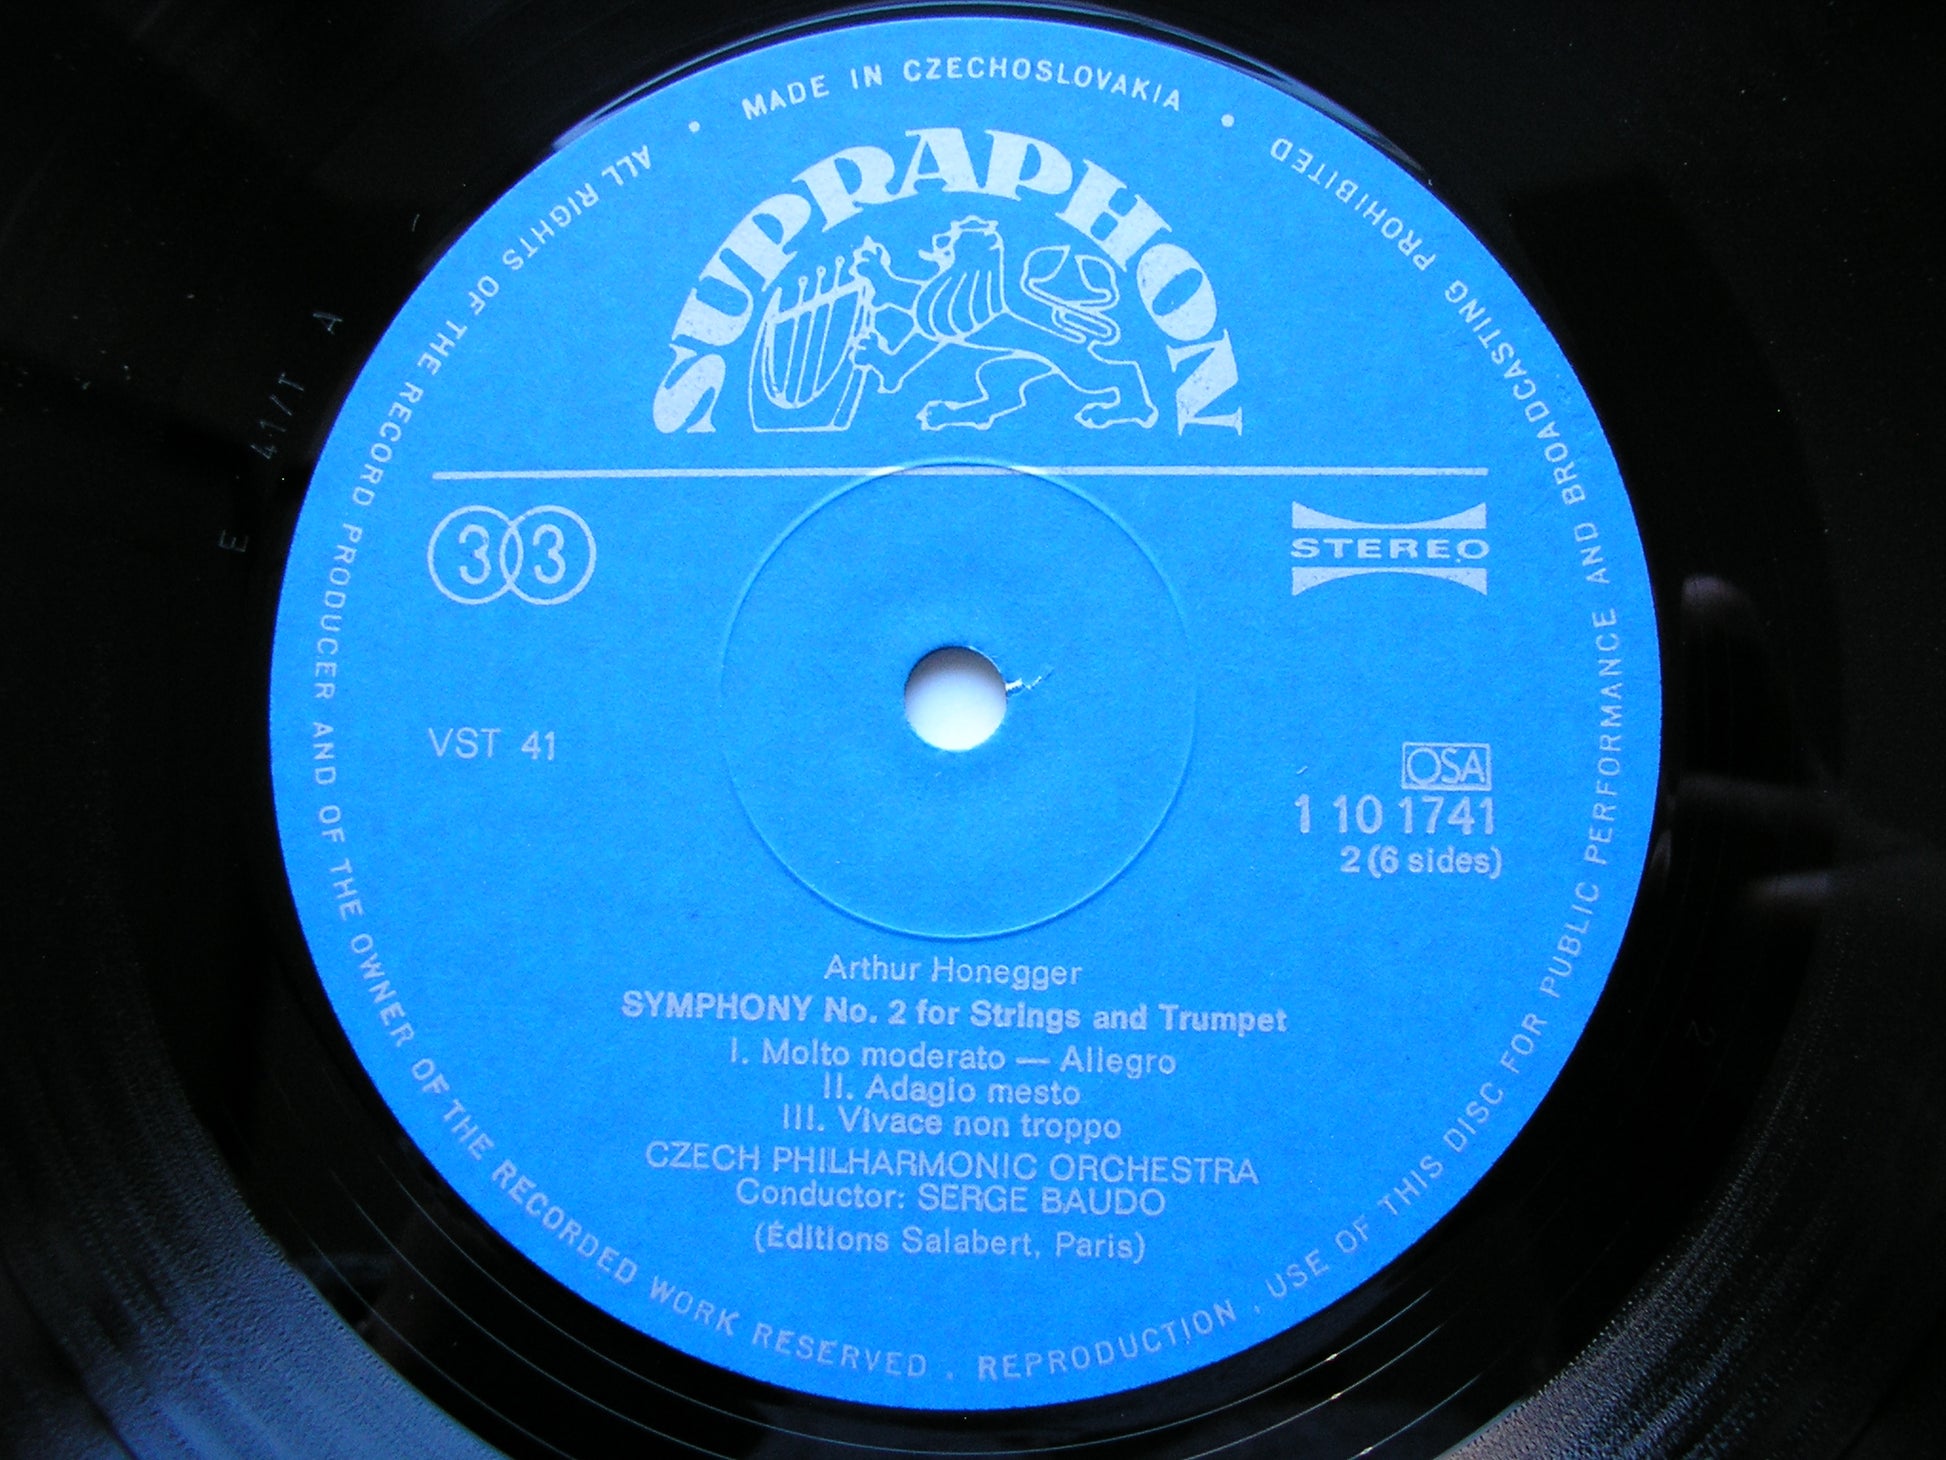 MADE IN CZECHOSLOVAKIA
SUPRAPHON
33
STEREO
VST 41
OSA
1 10 1741
2 (6 sides)
Arthur Honegger
SYMPHONY No. 2 for Strings and Trumpet
I. Molto moderato — Allegro
II. Adagio mesto
III. Vivace non troppo
CZECH PHILHARMONIC ORCHESTRA
Conductor: SERGE BAUDO
(Éditions Salabert, Paris)
ALL RIGHTS OF THE RECORD PRODUCER AND OF THE OWNER OF THE RECORDED WORK RESERVED . REPRODUCTION . USE OF THIS DISC FOR PUBLIC PERFORMANCE AND BROADCASTING PROHIBITED
E 41/T A